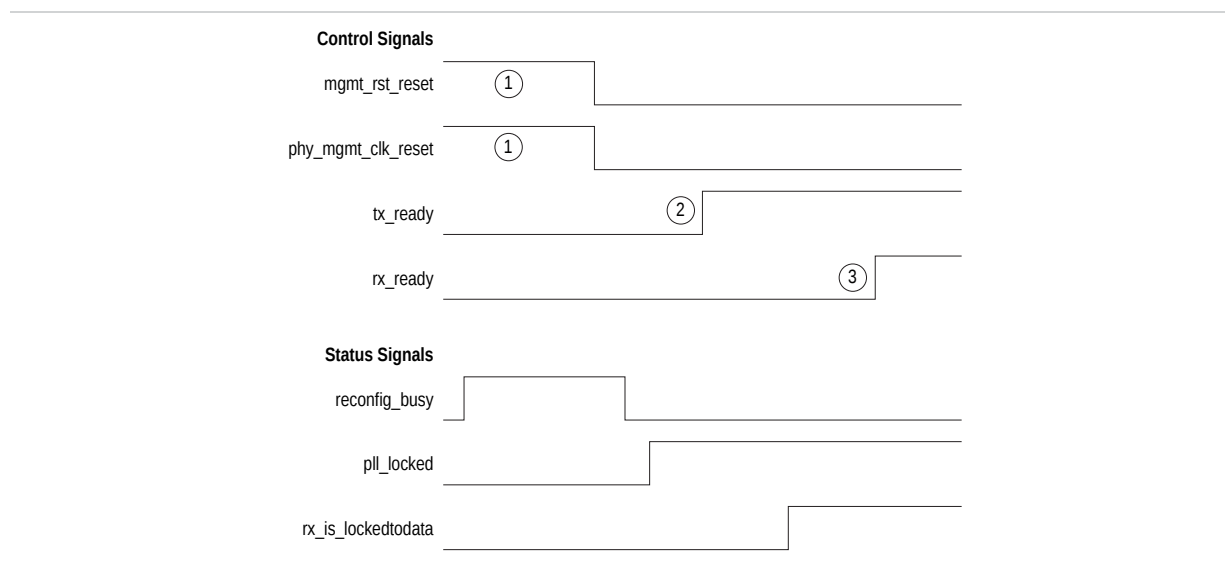 Control Signals
mgmt_rst_reset
1
phy_mgmt_clk_reset
1
tx_ready
2
rx_ready
3
Status Signals
reconfig_busy
pll_locked
rx_is_lockedtodata